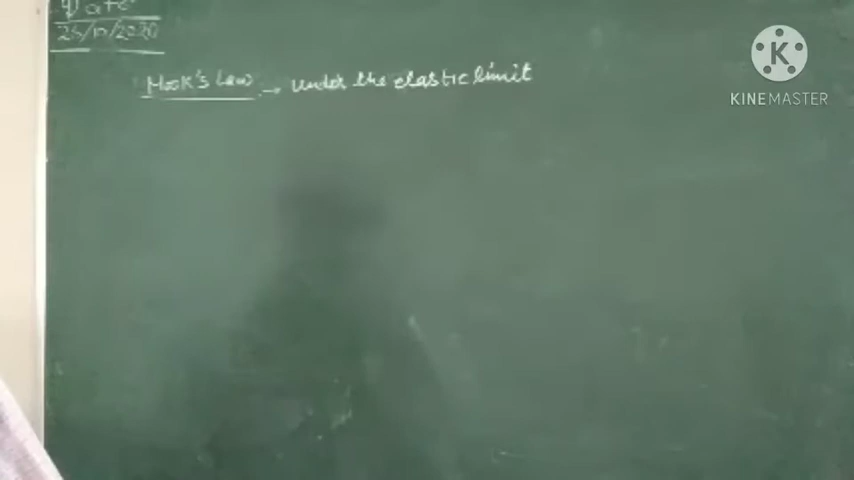 Date
25/10/2020
Hook's Law → under the elastic limit
K
KINEMASTER